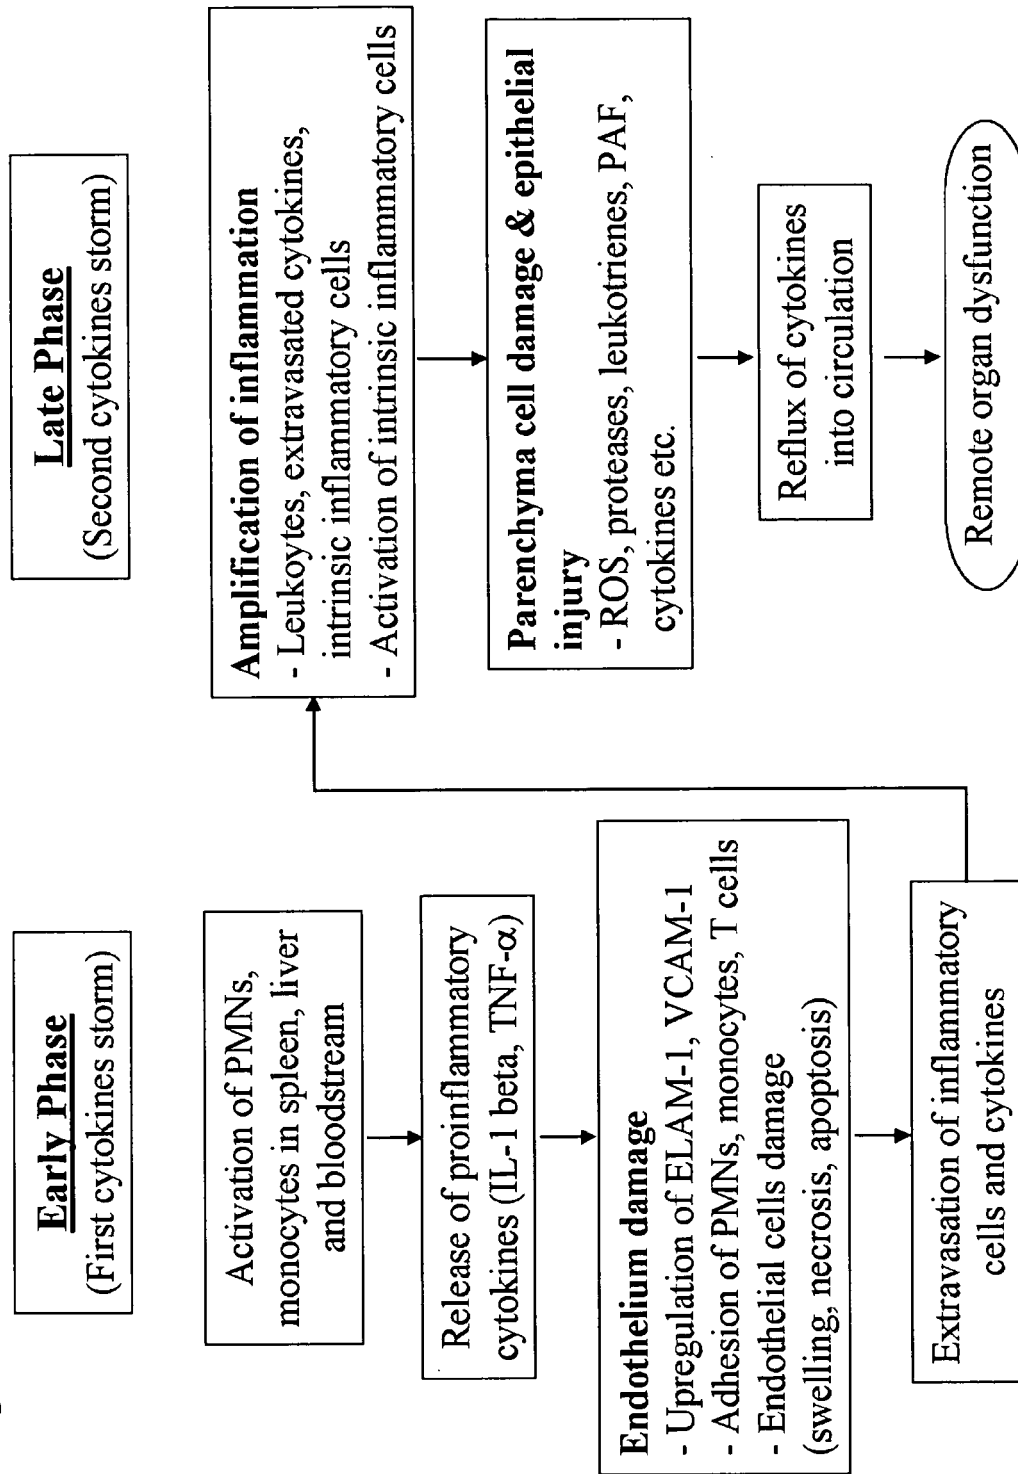 Early Phase
(First cytokines storm)
Activation of PMNs,
monocytes in spleen, liver
and bloodstream
Release of proinflammatory
cytokines (IL-1 beta, TNF-α)
Endothelium damage
- Upregulation of ELAM-1, VCAM-1
- Adhesion of PMNs, monocytes, T cells
- Endothelial cells damage
(swelling, necrosis, apoptosis)
Extravasation of inflammatory
cells and cytokines
Late Phase
(Second cytokines storm)
Amplification of inflammation
- Leukoytes, extravasated cytokines,
intrinsic inflammatory cells
- Activation of intrinsic inflammatory cells
Parenchyma cell damage & epithelial
injury
- ROS, proteases, leukotrienes, PAF,
cytokines etc.
Reflux of cytokines
into circulation
Remote organ dysfunction